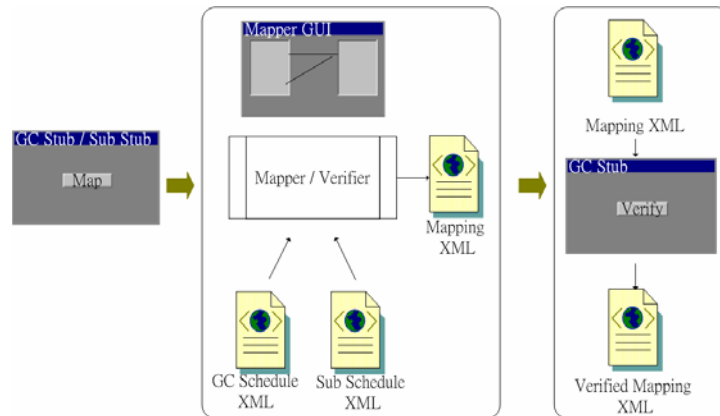 GC Stub / Sub Stub
Map
Mapper GUI
Mapper / Verifier
Mapping
XML
GC Schedule
XML
Sub Schedule
XML
Mapping XML
GC Stub
Verify
Verified Mapping
XML